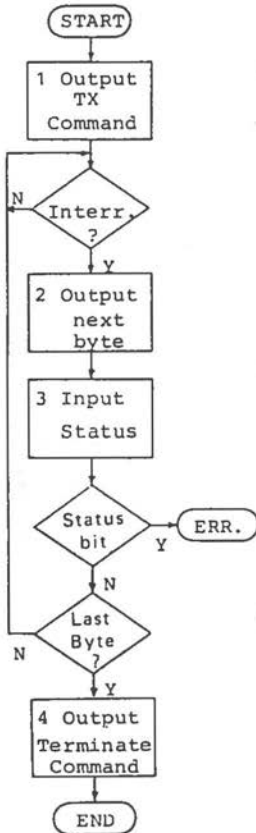 START
1 Output
TX
Command
N
Interr.
?
Y
2 Output
next
byte
3 Input
Status
Status
bit
ERR.
Y
N
Last
Byte
?
N
Y
4 Output
Terminate
Command
END